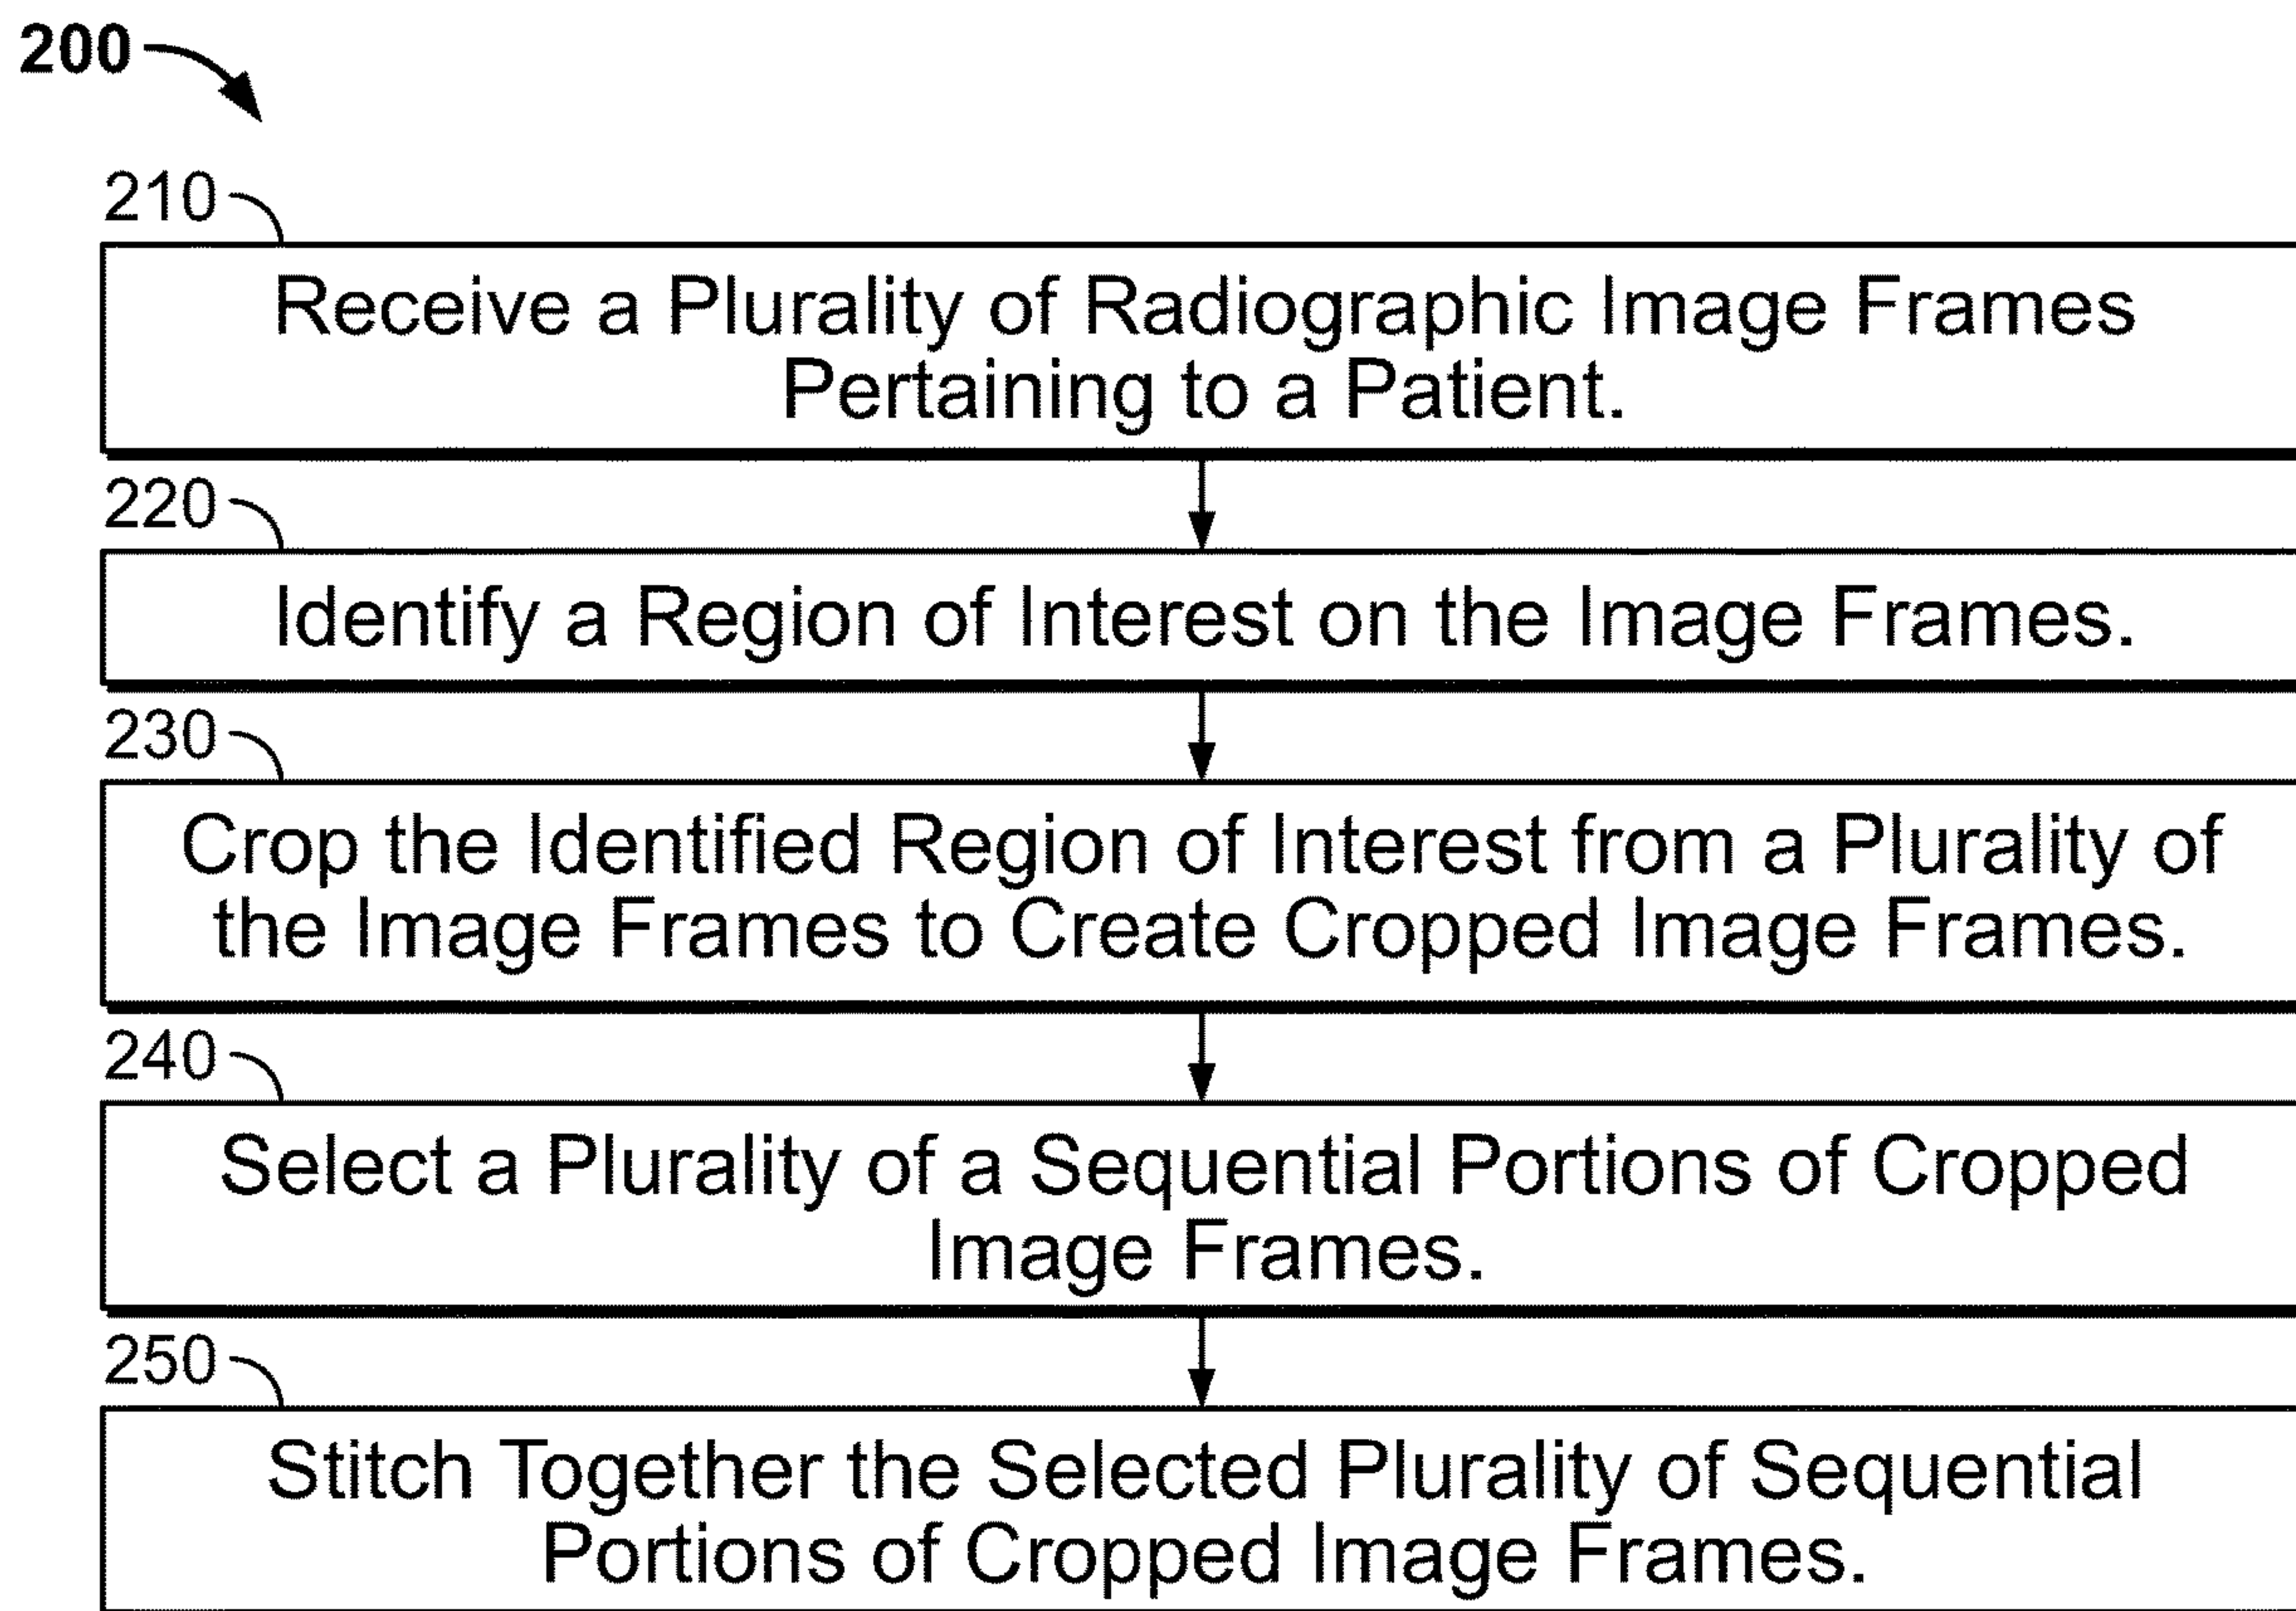 200
210
Receive a Plurality of Radiographic Image Frames
Pertaining to a Patient.
220
Identify a Region of Interest on the Image Frames.
230
Crop the Identified Region of Interest from a Plurality of
the Image Frames to Create Cropped Image Frames.
240
Select a Plurality of a Sequential Portions of Cropped
Image Frames.
250
Stitch Together the Selected Plurality of Sequential
Portions of Cropped Image Frames.